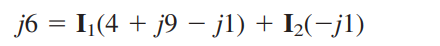 j6 = I₁(4 + j9 − j1) + I₂(−j1)